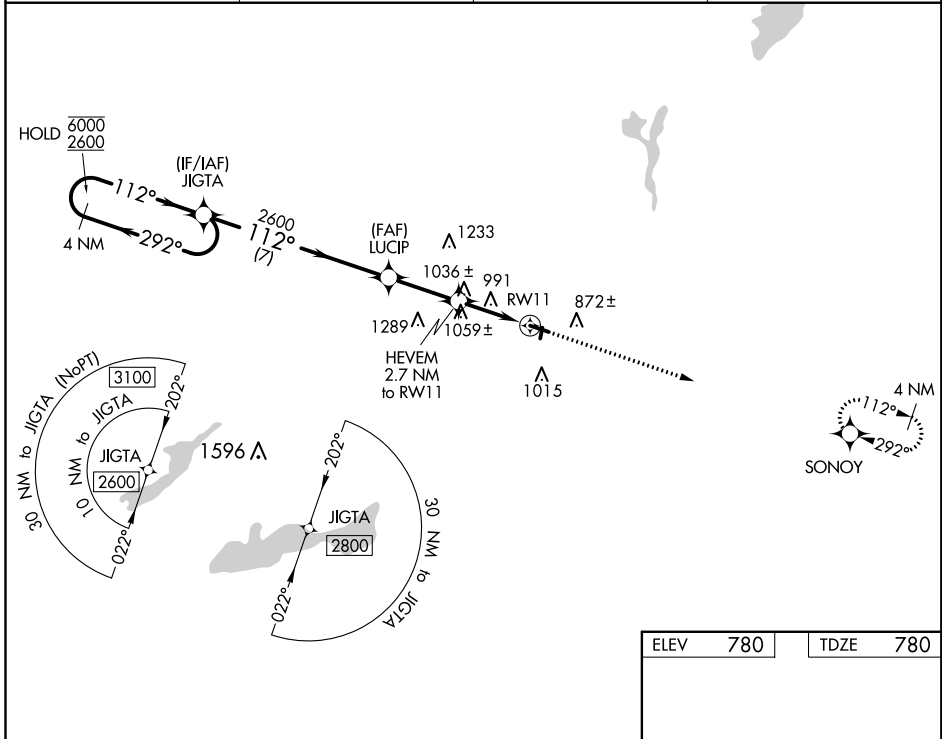 HOLD 6000
2600
(IF/IAF)
JIGTA
112°
292°
4 NM
2600
112°
(7)
(FAF)
LUCIP
1233
1036 ±
991
RW11
872±
1289
1059±
HEVEM
2.7 NM
to RW11
1015
4 NM
112°
292°
SONOY
30 NM to JIGTA (NoPT)
3100
202°
10 NM to JIGTA
JIGTA
2600
022°
1596
202°
JIGTA
2800
30 NM to JIGTA
022°
ELEV 780 TDZE 780